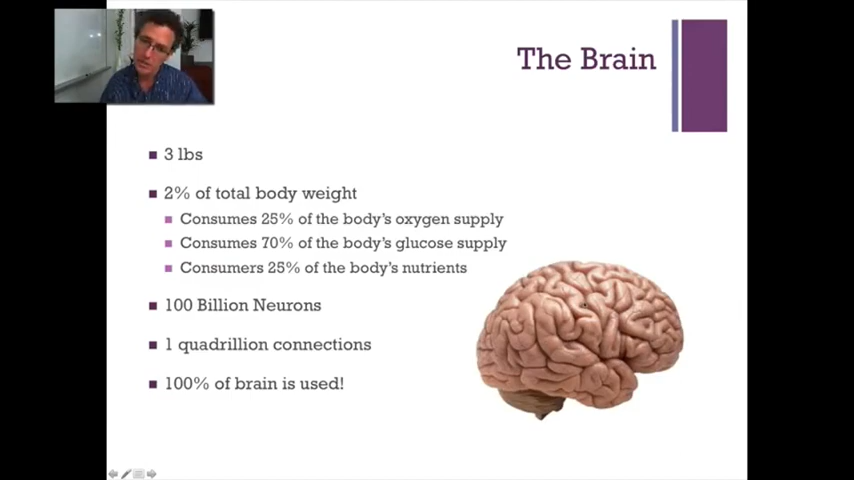 The Brain
3 lbs
2% of total body weight
Consumes 25% of the body's oxygen supply
Consumes 70% of the body's glucose supply
Consumers 25% of the body's nutrients
100 Billion Neurons
1 quadrillion connections
100% of brain is used!